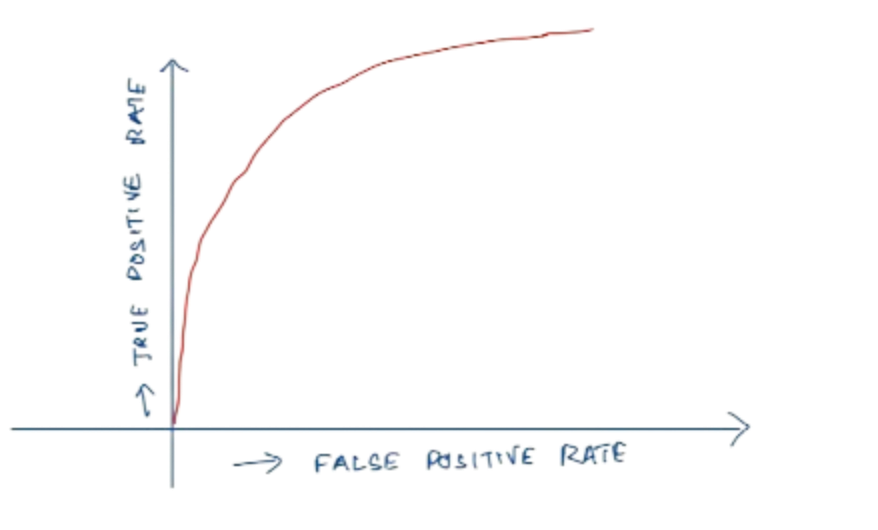 → TRUE POSITIVE RATE
→ FALSE POSITIVE RATE